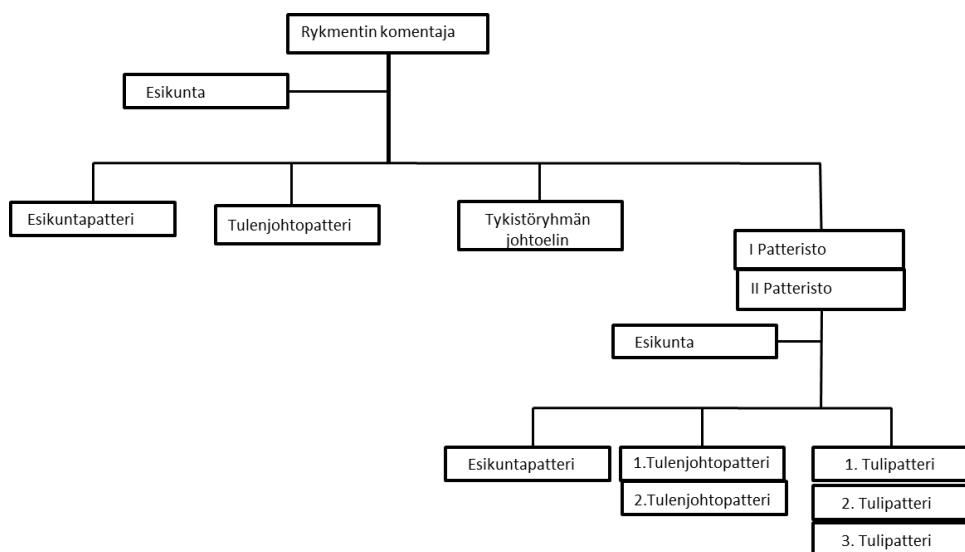 Rykmentin komentaja
Esikunta
Esikuntapatteri
Tulenjohtopatteri
Tykistöryhmän
johtoelin
I Patteristo
II Patteristo
Esikunta
Esikuntapatteri
1.Tulenjohtopatteri
2.Tulenjohtopatteri
1. Tulipatteri
2. Tulipatteri
3. Tulipatteri